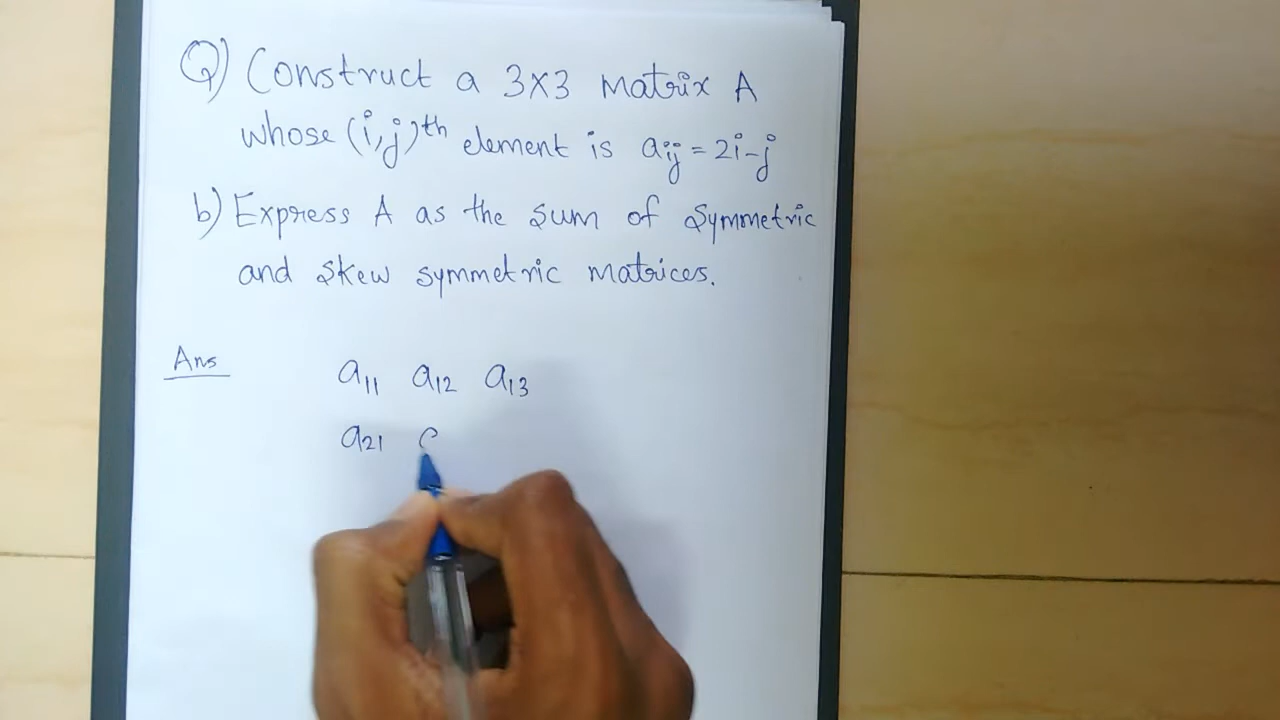 Q) Construct a 3x3 matrix A
whose (i,j)th element is aij = 2i-j
b) Express A as the sum of symmetric
and skew symmetric matrices.
Ans
a11 a12 a13
a21